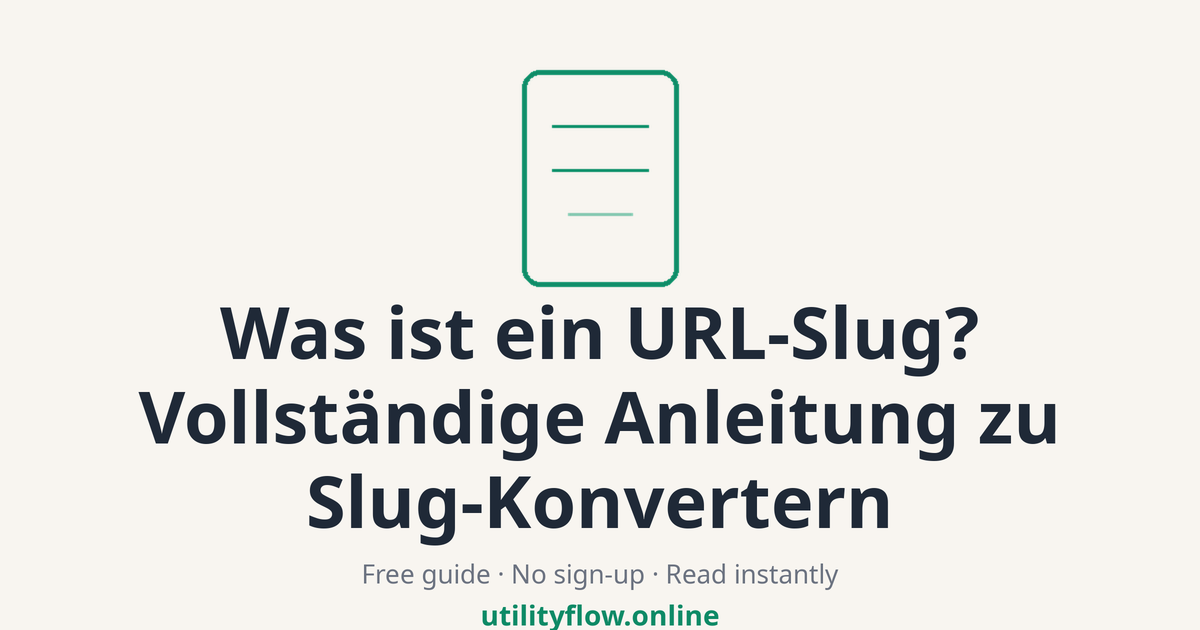 Was ist ein URL-Slug?
Vollständige Anleitung zu
Slug-Konvertern
Free guide · No sign-up · Read instantly
utilityflow.online